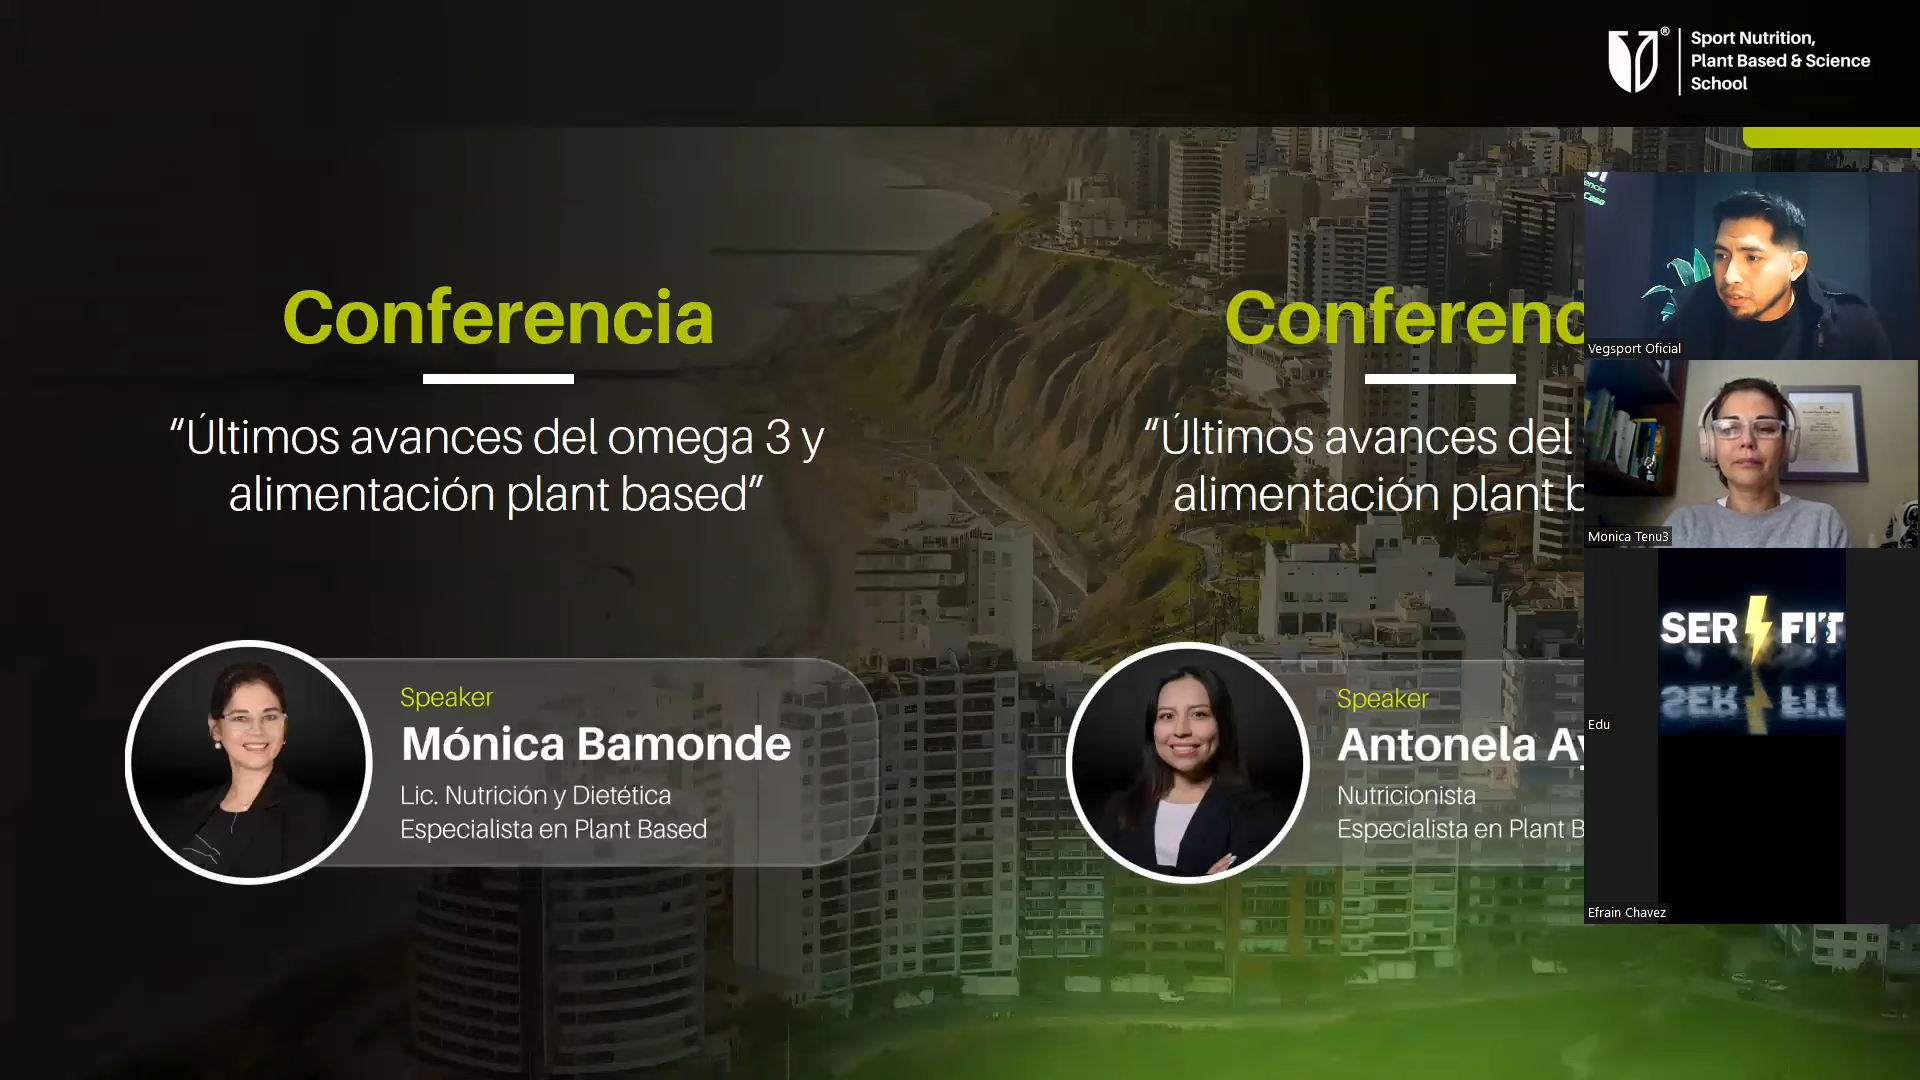 Sport Nutrition,
Plant Based & Science
School
Conferencia
“Últimos avances del omega 3 y
alimentación plant based”
Speaker
Mónica Bamonde
Lic. Nutrición y Dietética
Especialista en Plant Based
Conferenc
“Últimos avances del
alimentación plant b
Speaker
Antonela Ay
Nutricionista
Especialista en Plant B
encia
Casa
Vegsport Oficial
Monica Tenu3
SER FIT
Edu
Efrain Chavez